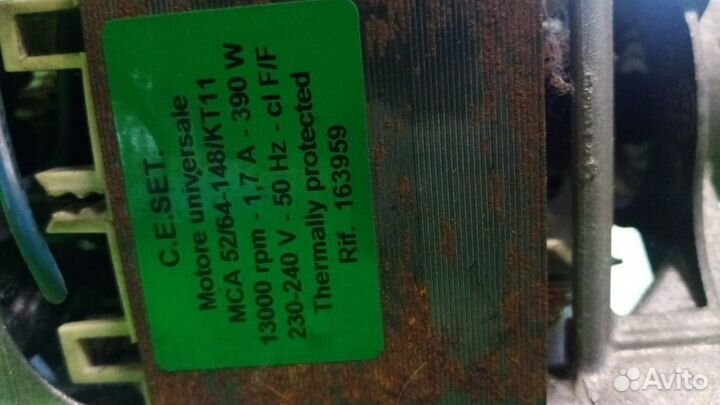 C.E.SET.
Motore universale
MCA 52/64-148/KT11
13000 rpm - 1,7 A - 390 W
230-240 V - 50 Hz - cl F/F
Thermally protected
Rif. 163959
Avito